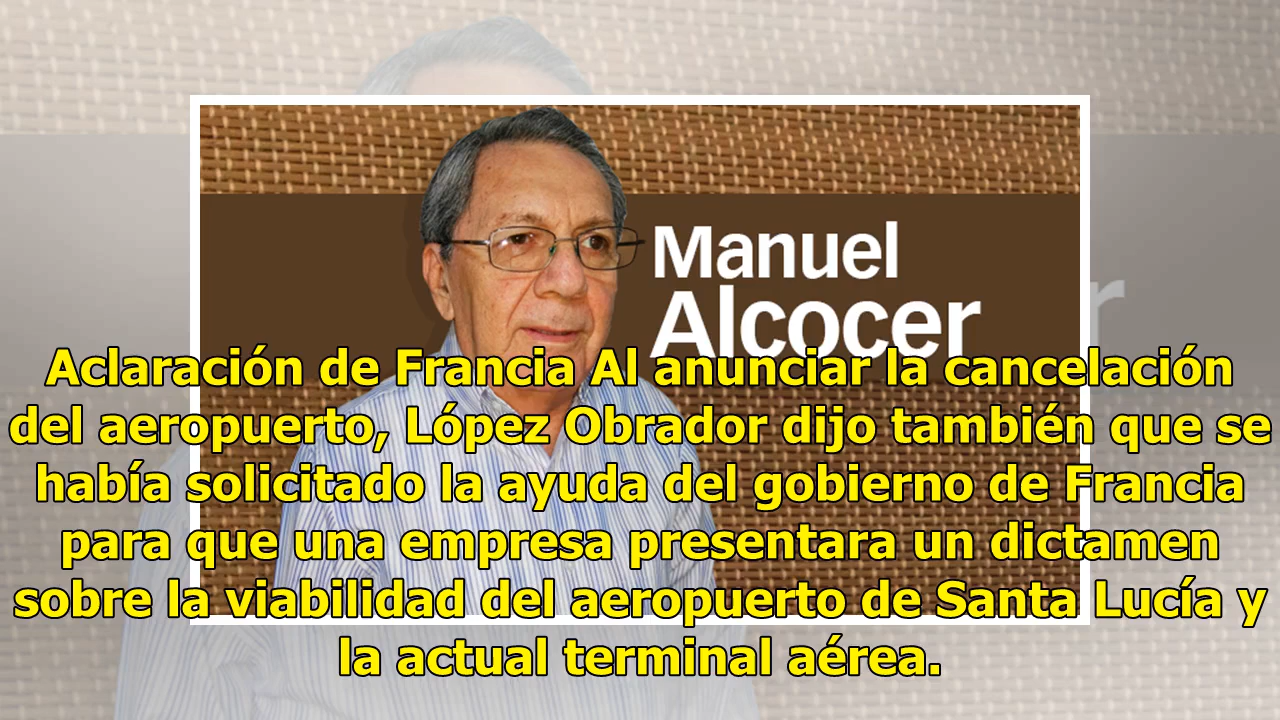 Manuel
Alcocer
r
Aclaración de Francia Al anunciar la cancelación
del aeropuerto, López Obrador dijo también que se
había solicitado la ayuda del gobierno de Francia
para que una empresa presentara un dictamen
sobre la viabilidad del aeropuerto de Santa Lucía y
la actual terminal aérea.